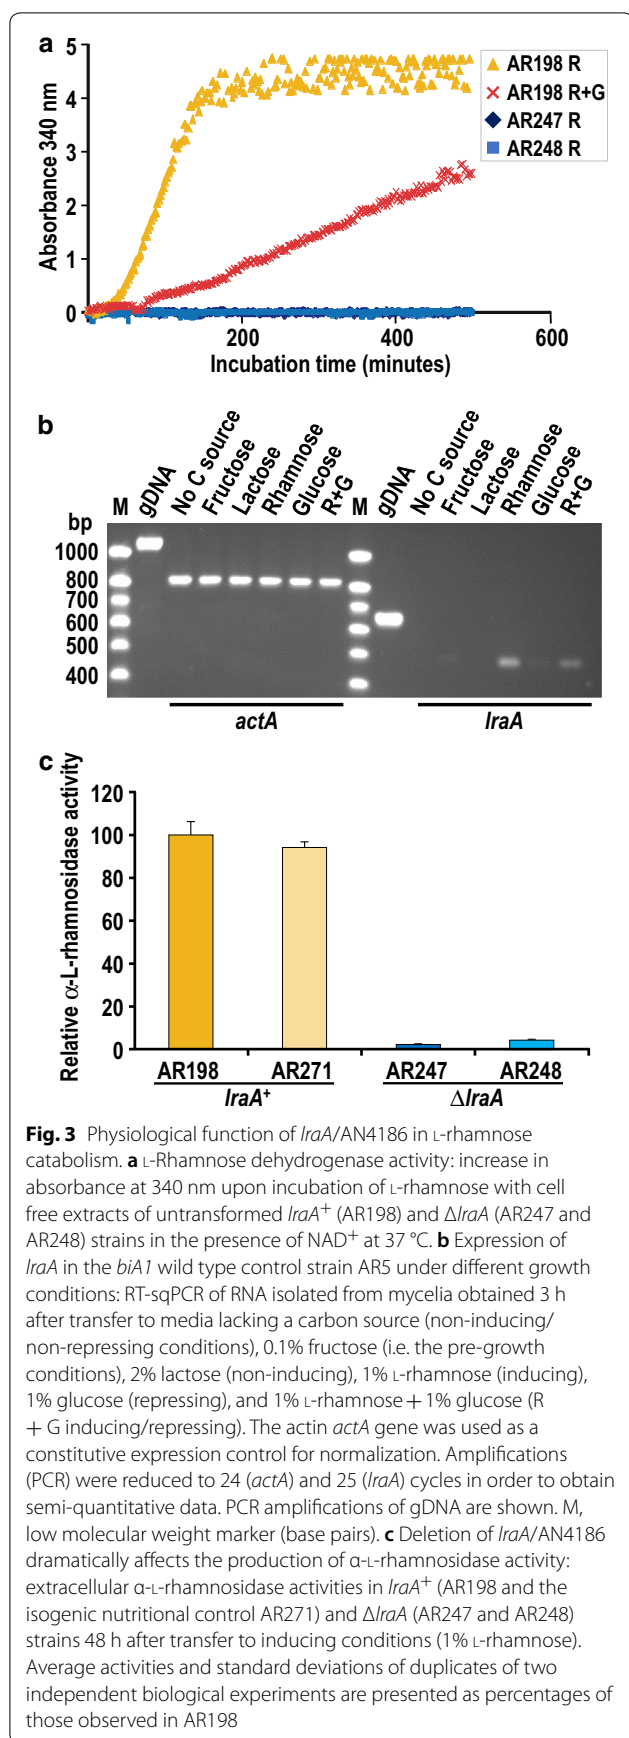 a
5
4
3
2
1
0
Absorbance 340 nm
AR198 R
AR198 R+G
AR247 R
AR248 R
200
400
600
Incubation time (minutes)
b
M
gDNA
No C source
Fructose
Lactose
Rhamnose
Glucose
R+G
M
gDNA
No C source
Fructose
Lactose
Rhamnose
Glucose
R+G
bp
1000
800
700
600
500
400
actA
lraA
c
Relative α-L-rhamnosidase activity
120
100
80
60
40
20
0
AR198
AR271
AR247
AR248
lraA+
ΔlraA
Fig. 3 Physiological function of lraA/AN4186 in L-rhamnose
catabolism. a L-Rhamnose dehydrogenase activity: increase in
absorbance at 340 nm upon incubation of L-rhamnose with cell
free extracts of untransformed lraA+ (AR198) and ΔlraA (AR247 and
AR248) strains in the presence of NAD+ at 37 °C. b Expression of
lraA in the biA1 wild type control strain AR5 under different growth
conditions: RT-sqPCR of RNA isolated from mycelia obtained 3 h
after transfer to media lacking a carbon source (non-inducing/
non-repressing conditions), 0.1% fructose (i.e. the pre-growth
conditions), 2% lactose (non-inducing), 1% L-rhamnose (inducing),
1% glucose (repressing), and 1% L-rhamnose + 1% glucose (R
+ G inducing/repressing). The actin actA gene was used as a
constitutive expression control for normalization. Amplifications
(PCR) were reduced to 24 (actA) and 25 (lraA) cycles in order to obtain
semi-quantitative data. PCR amplifications of gDNA are shown. M,
low molecular weight marker (base pairs). c Deletion of lraA/AN4186
dramatically affects the production of α-L-rhamnosidase activity:
extracellular α-L-rhamnosidase activities in lraA+ (AR198 and the
isogenic nutritional control AR271) and ΔlraA (AR247 and AR248)
strains 48 h after transfer to inducing conditions (1% L-rhamnose).
Average activities and standard deviations of duplicates of two
independent biological experiments are presented as percentages of
those observed in AR198